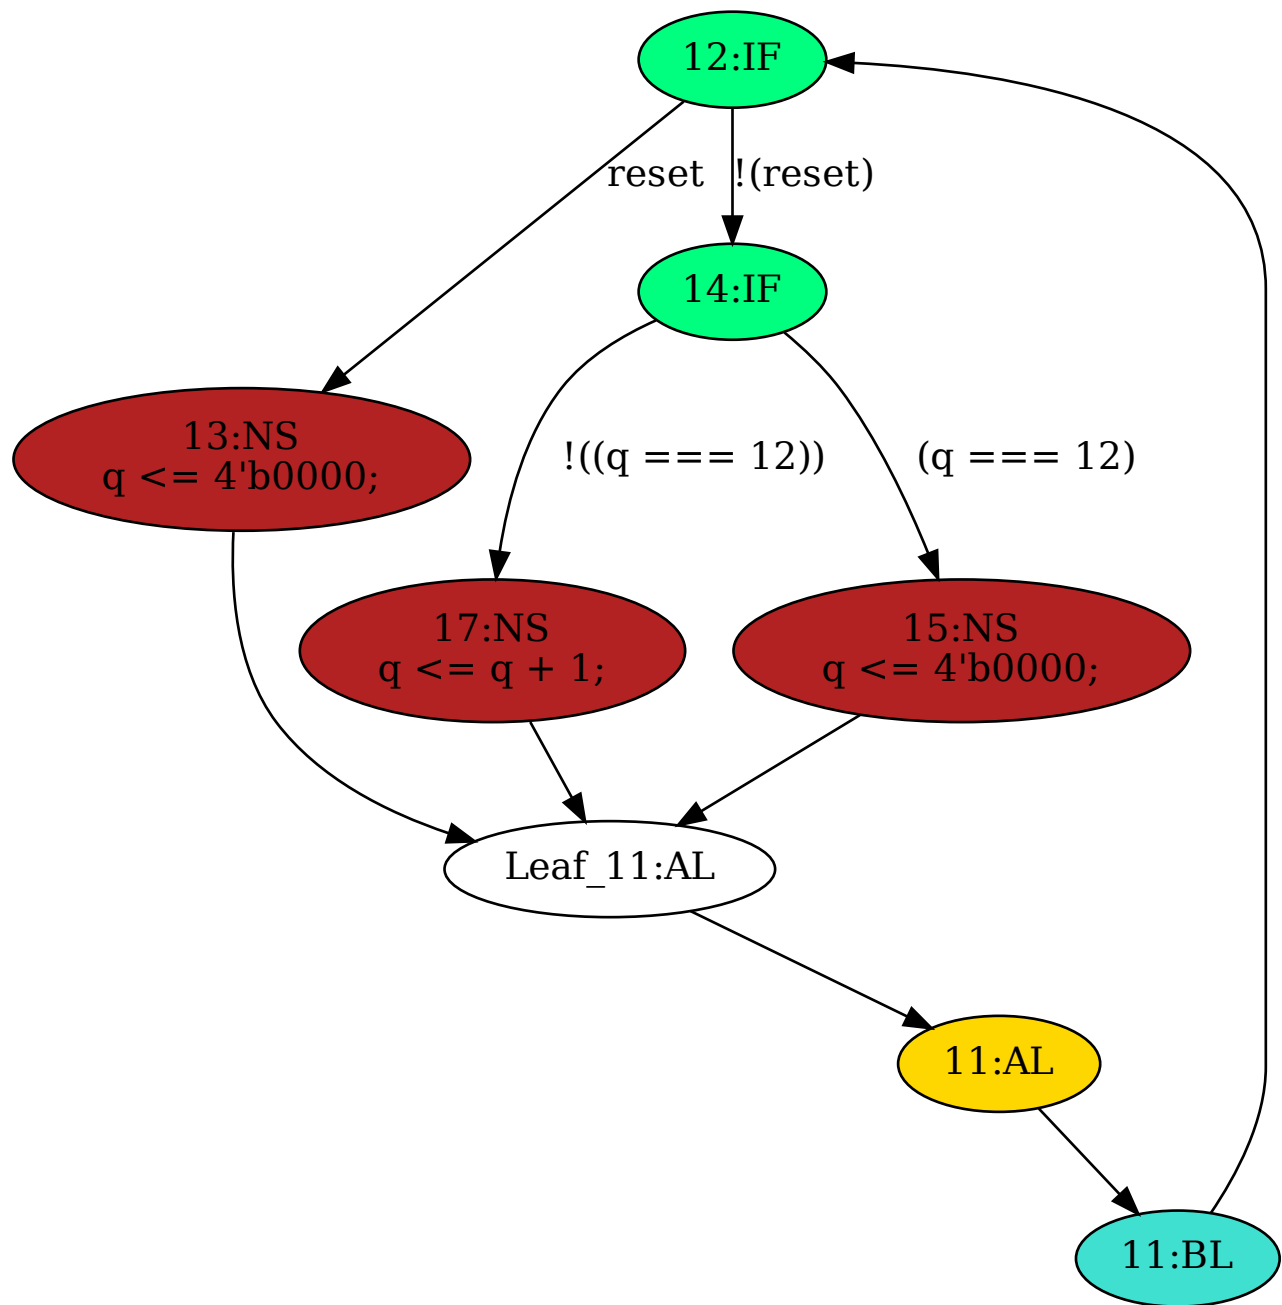 12:IF
reset
!(reset)
14:IF
13:NS
q <= 4'b0000;
!((q === 12))
(q === 12)
17:NS
q <= q + 1;
15:NS
q <= 4'b0000;
Leaf_11:AL
11:AL
11:BL